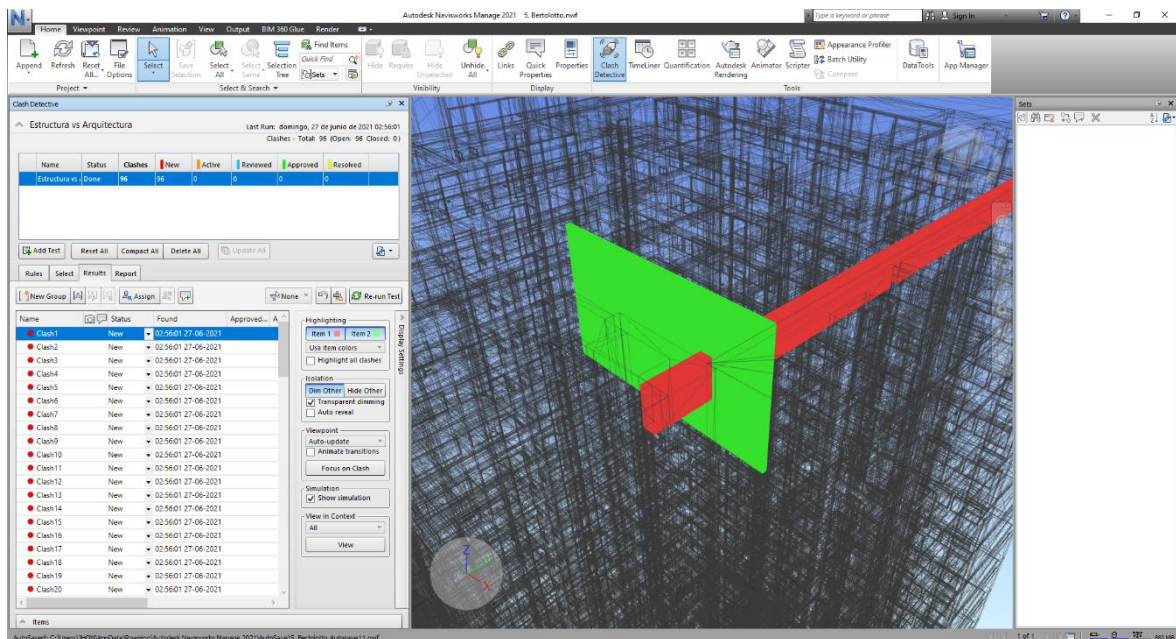 Autodesk Navisworks Manage 2021 5. Bertolotto.nwf
Type a keyword or phrase
Sign In
Home Viewpoint Review Animation View Output BIM 360 Glue Render
Append Refresh Reset All... File Options
Project
Select Save Selection Select All Select Same Selection Tree
Find Items
Quick Find
Sets
Select & Search
Hide Require Hide Unselected Unhide All
Visibility
Links Quick Properties Properties
Display
Clash Detective TimeLiner Quantification Autodesk Rendering Animator Scripter
Appearance Profiler
Batch Utility
Compare
Tools
DataTools App Manager
Clash Detective
Estructura vs Arquitectura
Last Run: domingo, 27 de junio de 2021 02:56:01
Clashes - Total: 96 (Open: 96 Closed: 0)
Name Status Clashes New Active Reviewed Approved Resolved
Estructura vs Done 96 96 0 0 0 0
Add Test Reset All Compact All Delete All Update All
Rules Select Results Report
New Group Assign None Re-run Test
Name Status Found Approved... A
Clash1 New 02:56:01 27-06-2021
Clash2 New 02:56:01 27-06-2021
Clash3 New 02:56:01 27-06-2021
Clash4 New 02:56:01 27-06-2021
Clash5 New 02:56:01 27-06-2021
Clash6 New 02:56:01 27-06-2021
Clash7 New 02:56:01 27-06-2021
Clash8 New 02:56:01 27-06-2021
Clash9 New 02:56:01 27-06-2021
Clash10 New 02:56:01 27-06-2021
Clash11 New 02:56:01 27-06-2021
Clash12 New 02:56:01 27-06-2021
Clash13 New 02:56:01 27-06-2021
Clash14 New 02:56:01 27-06-2021
Clash15 New 02:56:01 27-06-2021
Clash16 New 02:56:01 27-06-2021
Clash17 New 02:56:01 27-06-2021
Clash18 New 02:56:01 27-06-2021
Clash19 New 02:56:01 27-06-2021
Clash20 New 02:56:01 27-06-2021
Highlighting
Item 1 Item 2
Use item colors
Highlight all clashes
Isolation
Dim Other Hide Other
Transparent dimming
Auto reveal
Viewpoint
Auto-update
Animate transitions
Focus on Clash
Simulation
Show simulation
View in Context
All
View
Display Settings
Items
Z
X
Sets
AutoSaved: C:\Users\JHON\AppData\Roaming\Autodesk Navisworks Manage 2021\AutoSave\5. Bertolotto.Autosave11.nwf
1 of 1